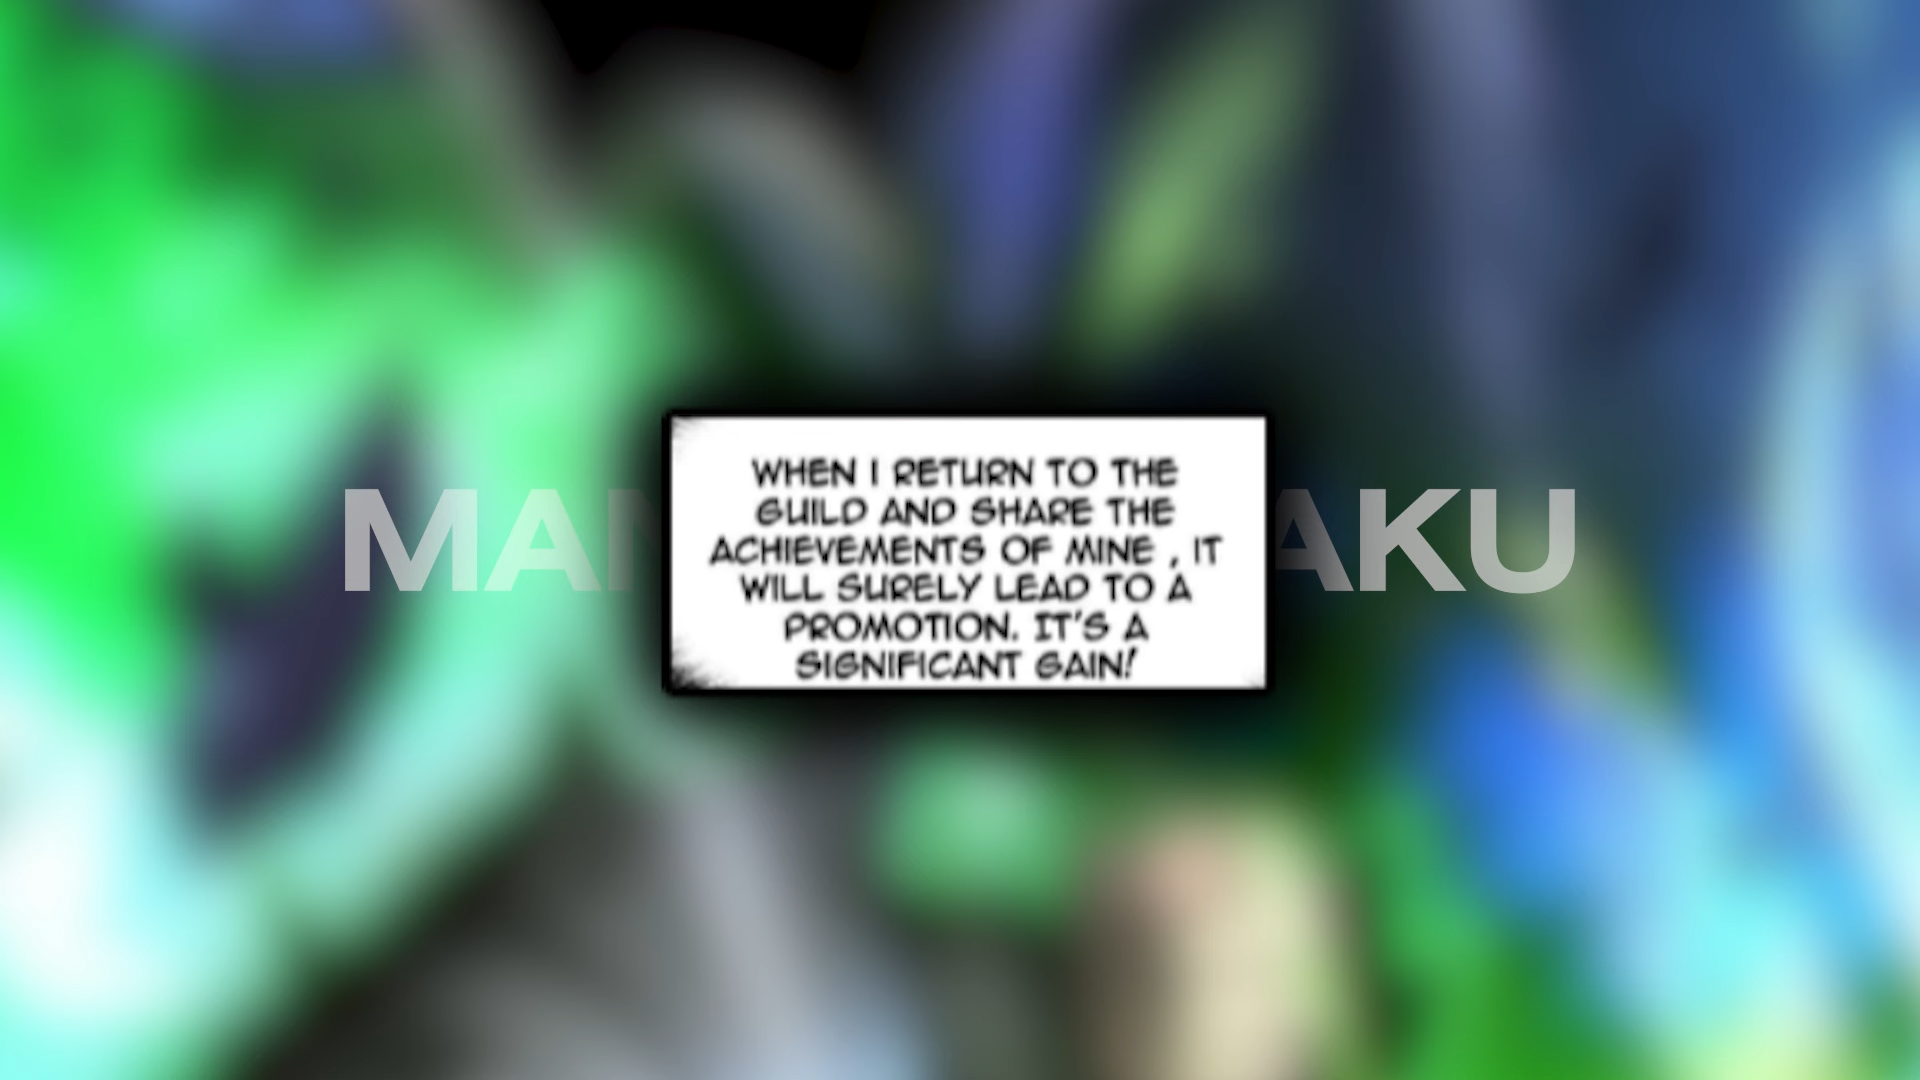 WHEN I RETURN TO THE
GUILD AND SHARE THE
ACHIEVEMENTS OF MINE , IT
WILL SURELY LEAD TO A
PROMOTION. IT'S A
SIGNIFICANT GAIN!